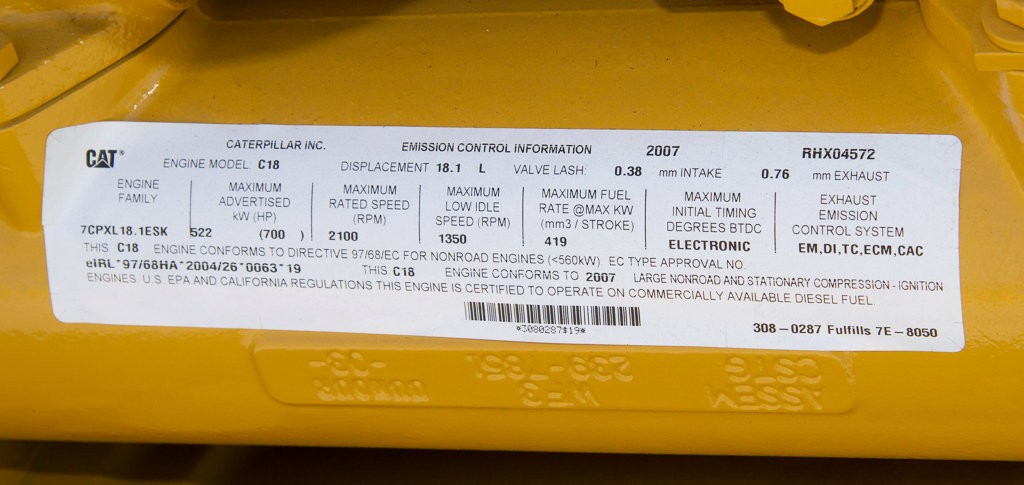 CAT®
CATERPILLAR INC. EMISSION CONTROL INFORMATION 2007 RHX04572
ENGINE MODEL C18 DISPLACEMENT 18.1 L VALVE LASH: 0.38 mm INTAKE 0.76 mm EXHAUST
ENGINE FAMILY 7CPXL18.1ESK
MAXIMUM ADVERTISED kW (HP) 522 (700 )
MAXIMUM RATED SPEED (RPM) 2100
MAXIMUM LOW IDLE SPEED (RPM) 1350
MAXIMUM FUEL RATE @MAX KW (mm3 / STROKE) 419
MAXIMUM INITIAL TIMING DEGREES BTDC ELECTRONIC
EXHAUST EMISSION CONTROL SYSTEM EM,DI,TC,ECM,CAC
THIS C18 ENGINE CONFORMS TO DIRECTIVE 97/68/EC FOR NONROAD ENGINES (<560kW) EC TYPE APPROVAL NO.
eIRL*97/68HA*2004/26*0063*19 THIS C18 ENGINE CONFORMS TO 2007 LARGE NONROAD AND STATIONARY COMPRESSION - IGNITION
ENGINES. U.S. EPA AND CALIFORNIA REGULATIONS THIS ENGINE IS CERTIFIED TO OPERATE ON COMMERCIALLY AVAILABLE DIESEL FUEL.
*3080287$19*
308-0287 Fulfills 7E-8050